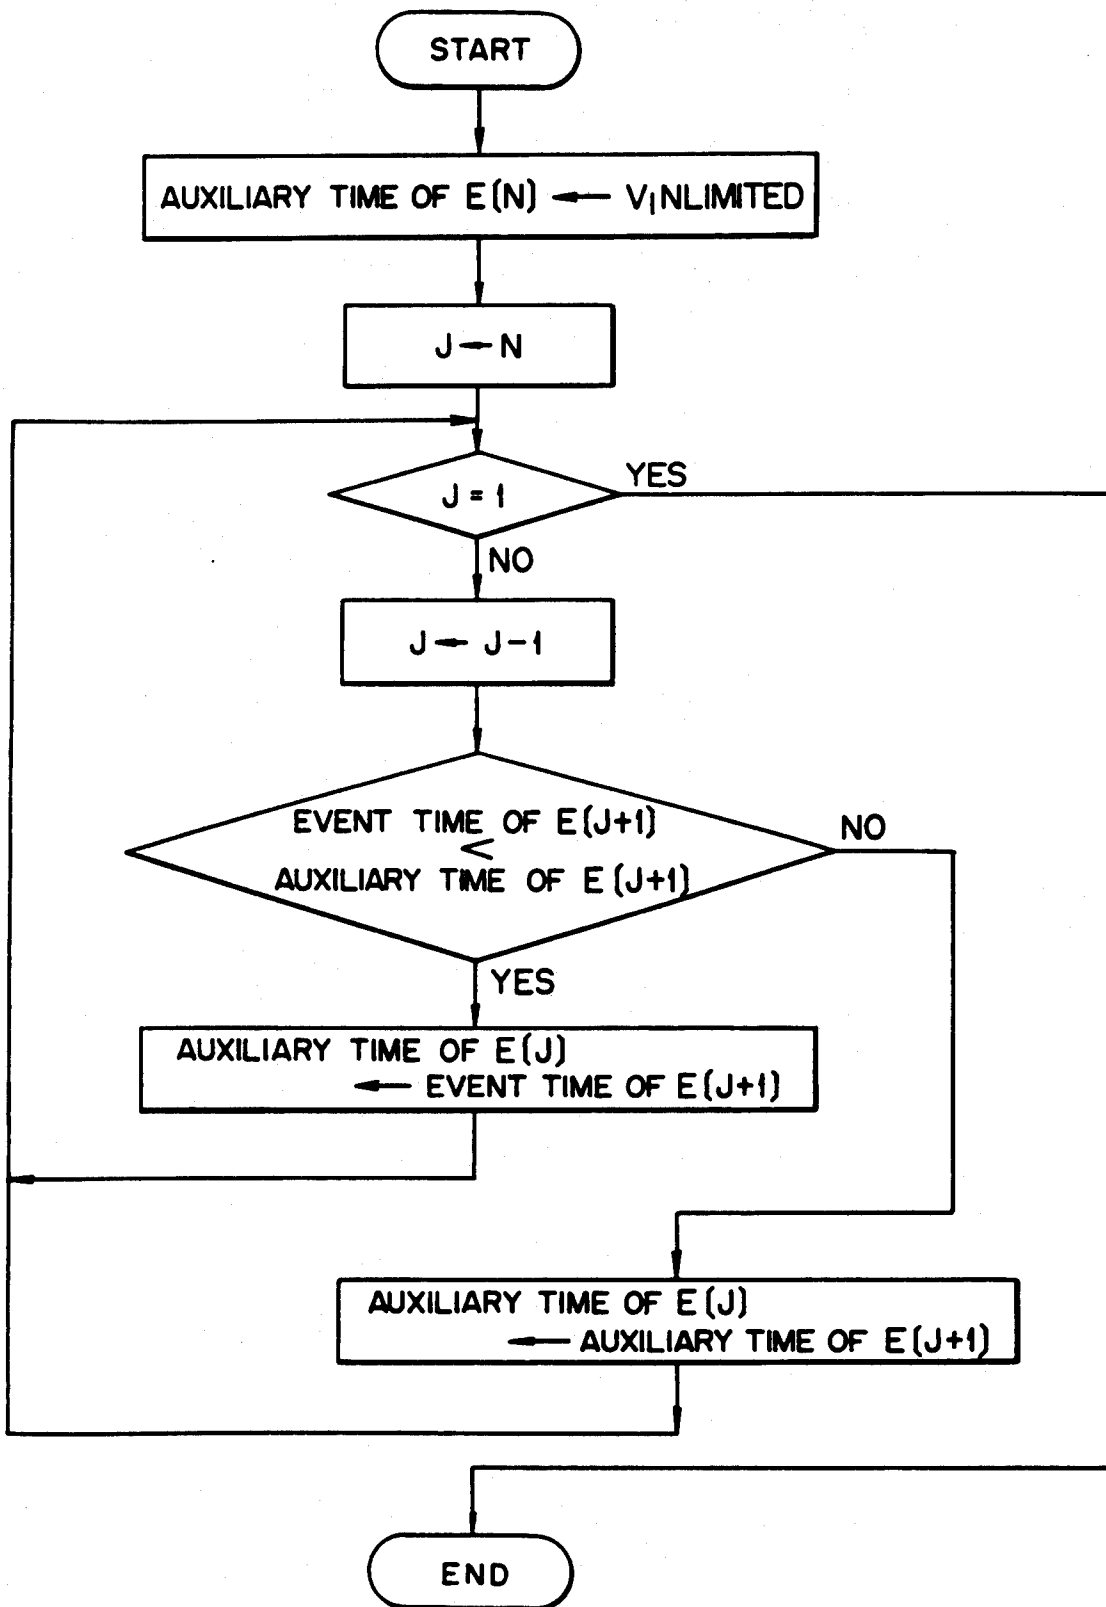 START
AUXILIARY TIME OF E(N) ← V₁NLIMITED
J ← N
J = 1
YES
NO
J ← J-1
EVENT TIME OF E(J+1)
<
AUXILIARY TIME OF E(J+1)
NO
YES
AUXILIARY TIME OF E(J)
← EVENT TIME OF E(J+1)
AUXILIARY TIME OF E(J)
← AUXILIARY TIME OF E(J+1)
END